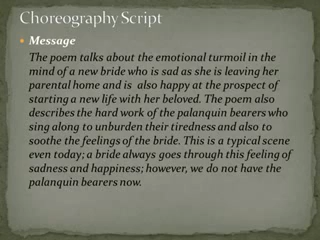 Choreography Script
Message
The poem talks about the emotional turmoil in the
mind of a new bride who is sad as she is leaving her
parental home and is also happy at the prospect of
starting a new life with her beloved. The poem also
describes the hard work of the palanquin bearers who
sing along to unburden their tiredness and also to
soothe the feelings of the bride. This is a typical scene
even today; a bride always goes through this feeling of
sadness and happiness; however, we do not have the
palanquin bearers now.